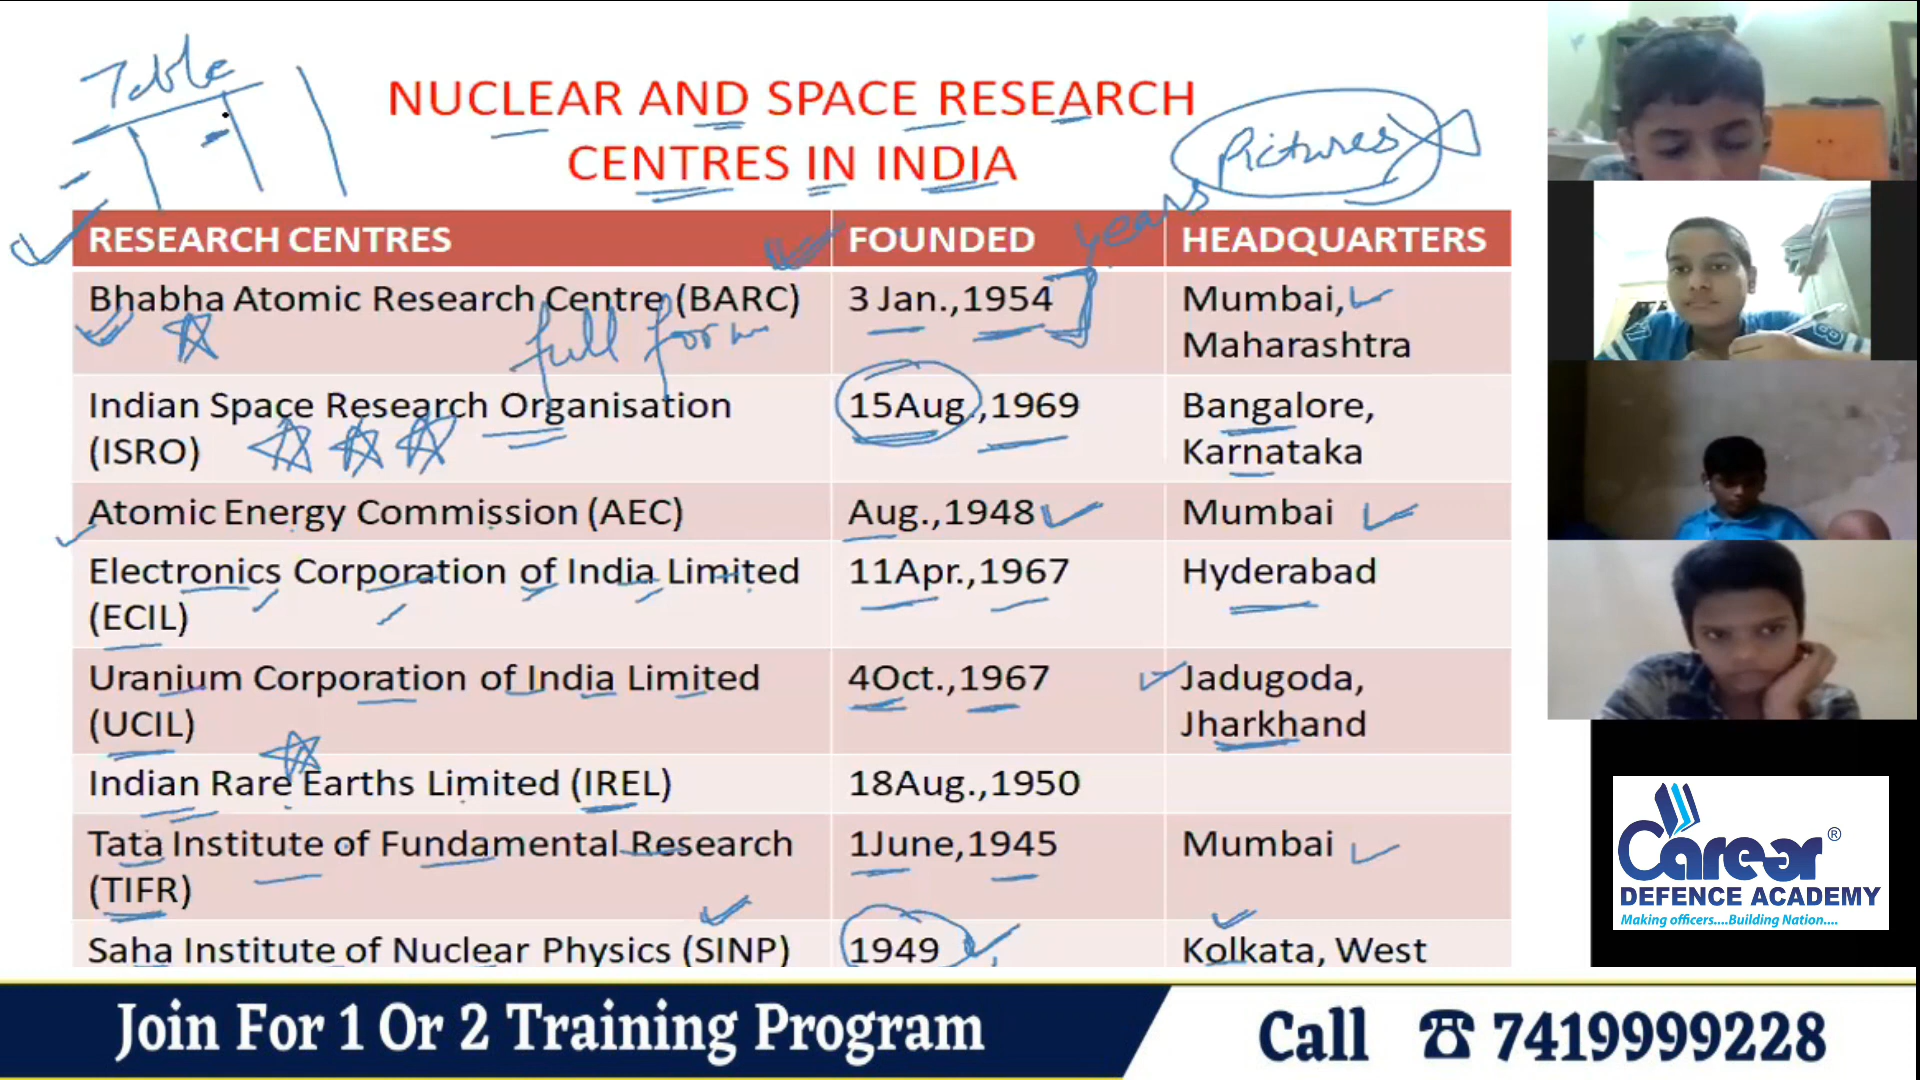 Table
NUCLEAR AND SPACE RESEARCH
CENTRES IN INDIA
Pictures
years
RESEARCH CENTRES FOUNDED HEADQUARTERS
Bhabha Atomic Research Centre (BARC) 3 Jan.,1954 Mumbai,
Maharashtra
full form
Indian Space Research Organisation 15Aug.,1969 Bangalore,
(ISRO) Karnataka
Atomic Energy Commission (AEC) Aug.,1948 Mumbai
Electronics Corporation of India Limited 11Apr.,1967 Hyderabad
(ECIL)
Uranium Corporation of India Limited 4Oct.,1967 Jadugoda,
(UCIL) Jharkhand
Indian Rare Earths Limited (IREL) 18Aug.,1950
Tata Institute of Fundamental Research 1June,1945 Mumbai
(TIFR)
Saha Institute of Nuclear Physics (SINP) 1949 Kolkata, West
Carear®
DEFENCE ACADEMY
Making officers....Building Nation....
Join For 1 Or 2 Training Program
Call ☎ 7419999228